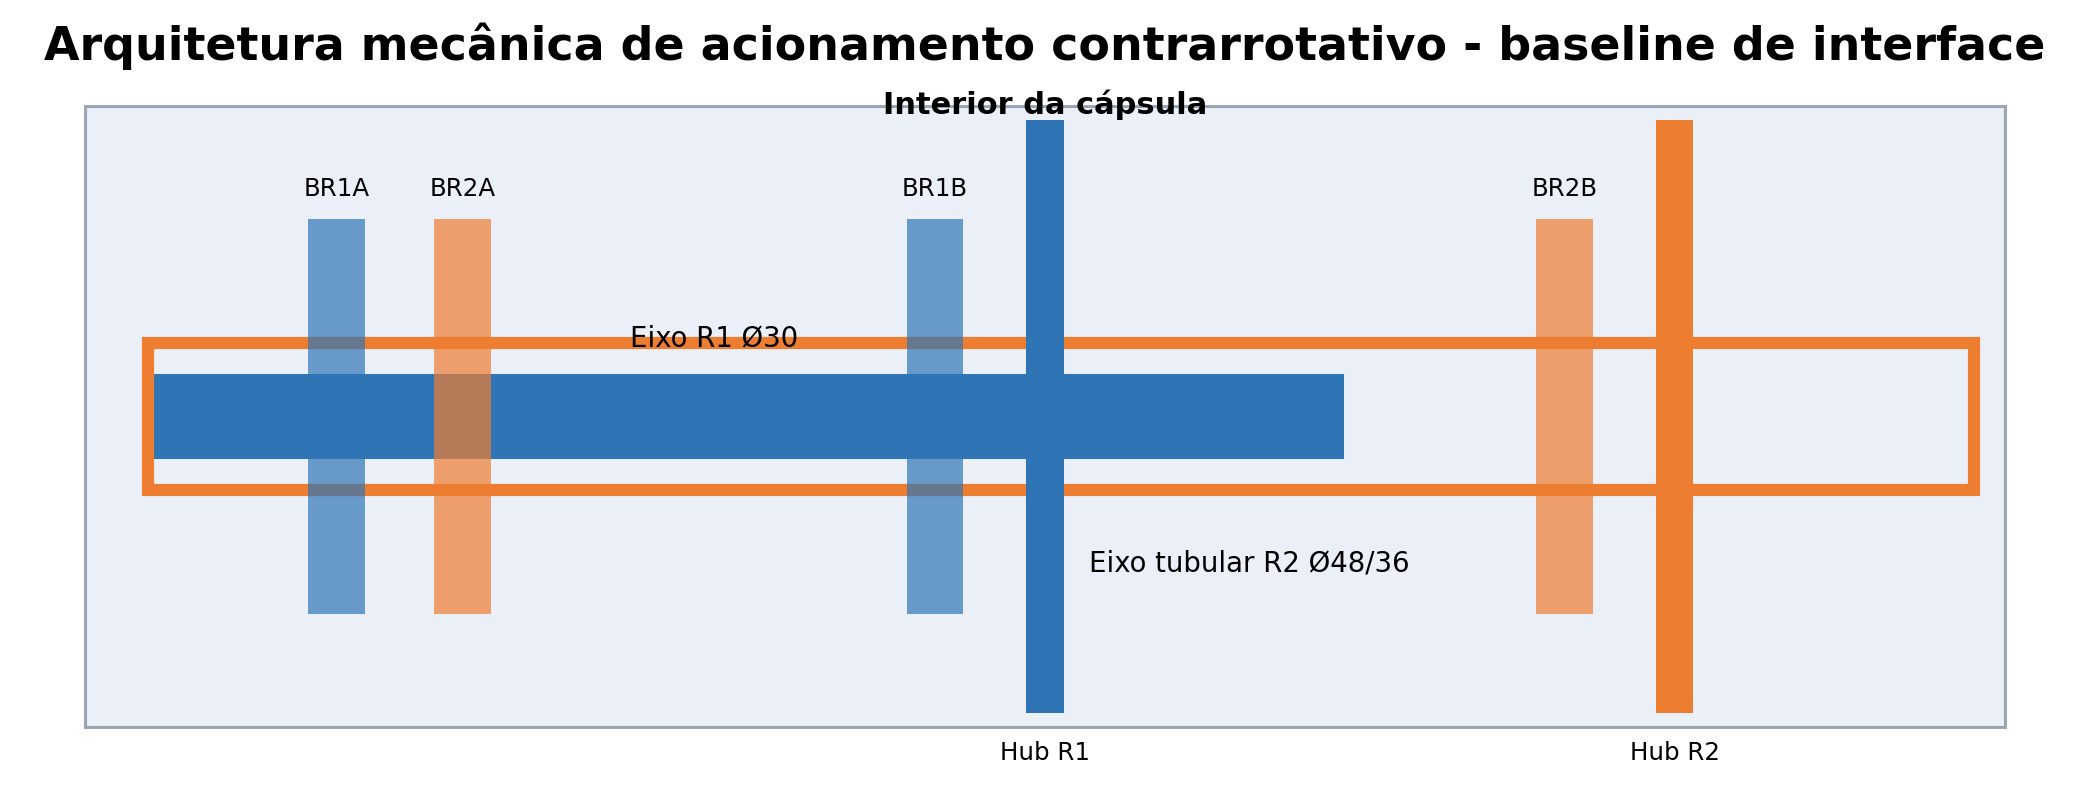 Arquitetura mecânica de acionamento contrarrotativo - baseline de interface
Interior da cápsula
BR1A
BR2A
BR1B
BR2B
Eixo R1 Ø30
Eixo tubular R2 Ø48/36
Hub R1
Hub R2